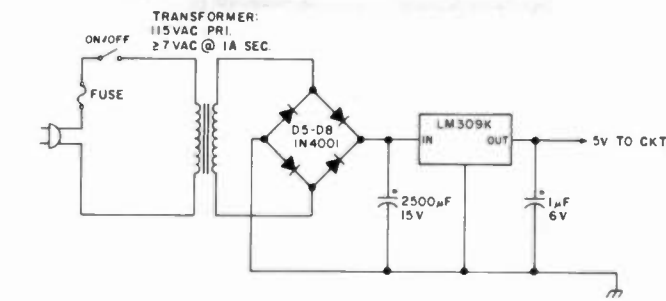 TRANSFORMER:
115VAC PRI.
≥7VAC @ 1A SEC.
ON/OFF
FUSE
D5-D8
1N4001
LM309K
IN
OUT
5V TO CKT
2500µF
15V
1µF
6V